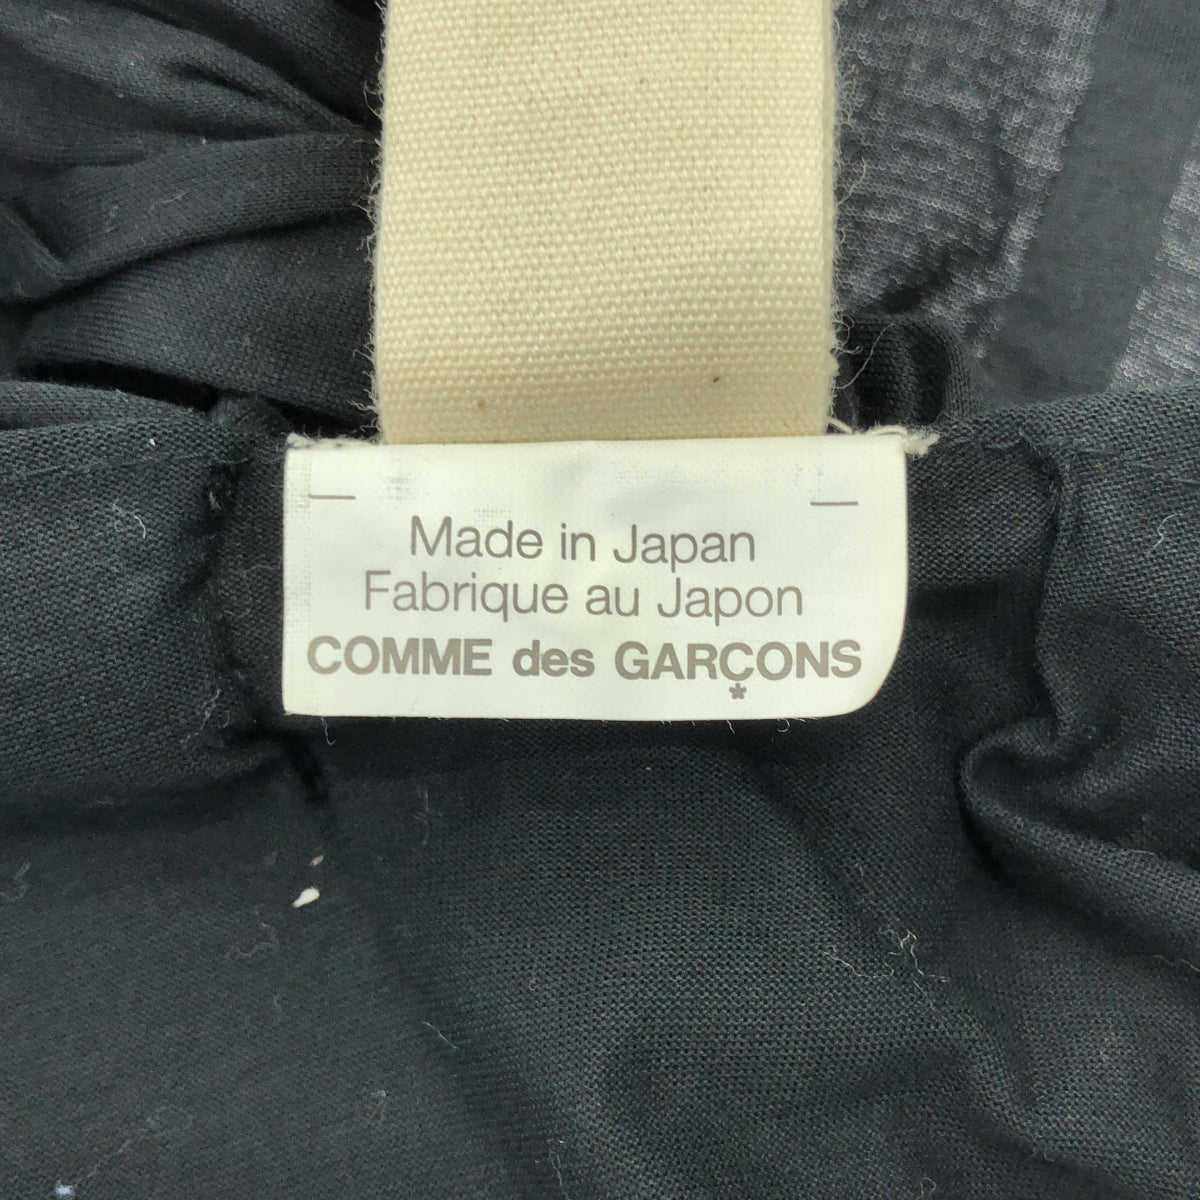 Made in Japan
Fabrique au Japon
COMME des GARÇONS
*